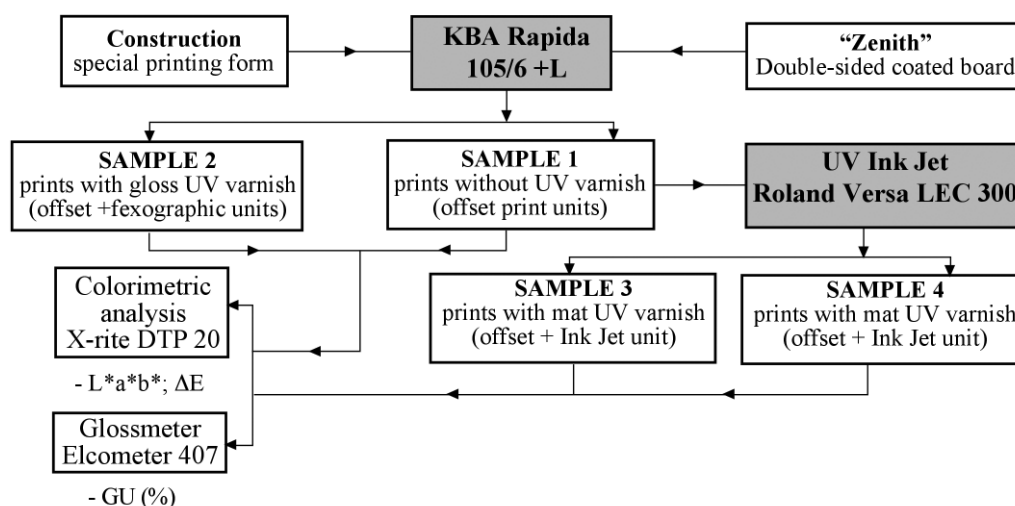 Construction
special printing form
KBA Rapida
105/6 +L
“Zenith”
Double-sided coated board
SAMPLE 2
prints with gloss UV varnish
(offset +fexographic units)
SAMPLE 1
prints without UV varnish
(offset print units)
UV Ink Jet
Roland Versa LEC 300
Colorimetric
analysis
X-rite DTP 20
- L*a*b*; ΔE
SAMPLE 3
prints with mat UV varnish
(offset + Ink Jet unit)
SAMPLE 4
prints with mat UV varnish
(offset + Ink Jet unit)
Glossmeter
Elcometer 407
- GU (%)